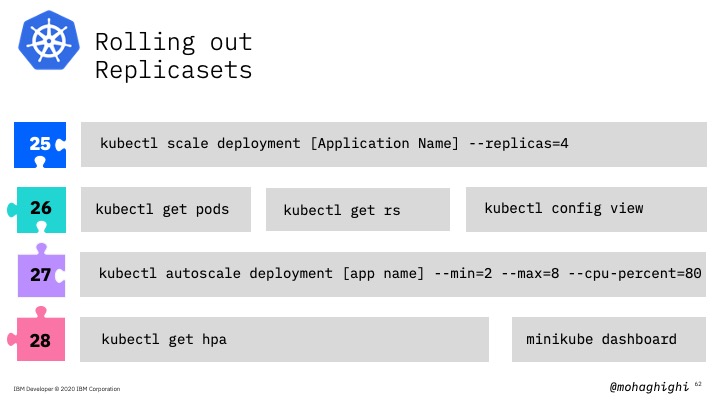 Rolling out
Replicasets
25
kubectl scale deployment [Application Name] --replicas=4
26
kubectl get pods
kubectl get rs
kubectl config view
27
kubectl autoscale deployment [app name] --min=2 --max=8 --cpu-percent=80
28
kubectl get hpa
minikube dashboard
IBM Developer © 2020 IBM Corporation
@mohaghighi
62